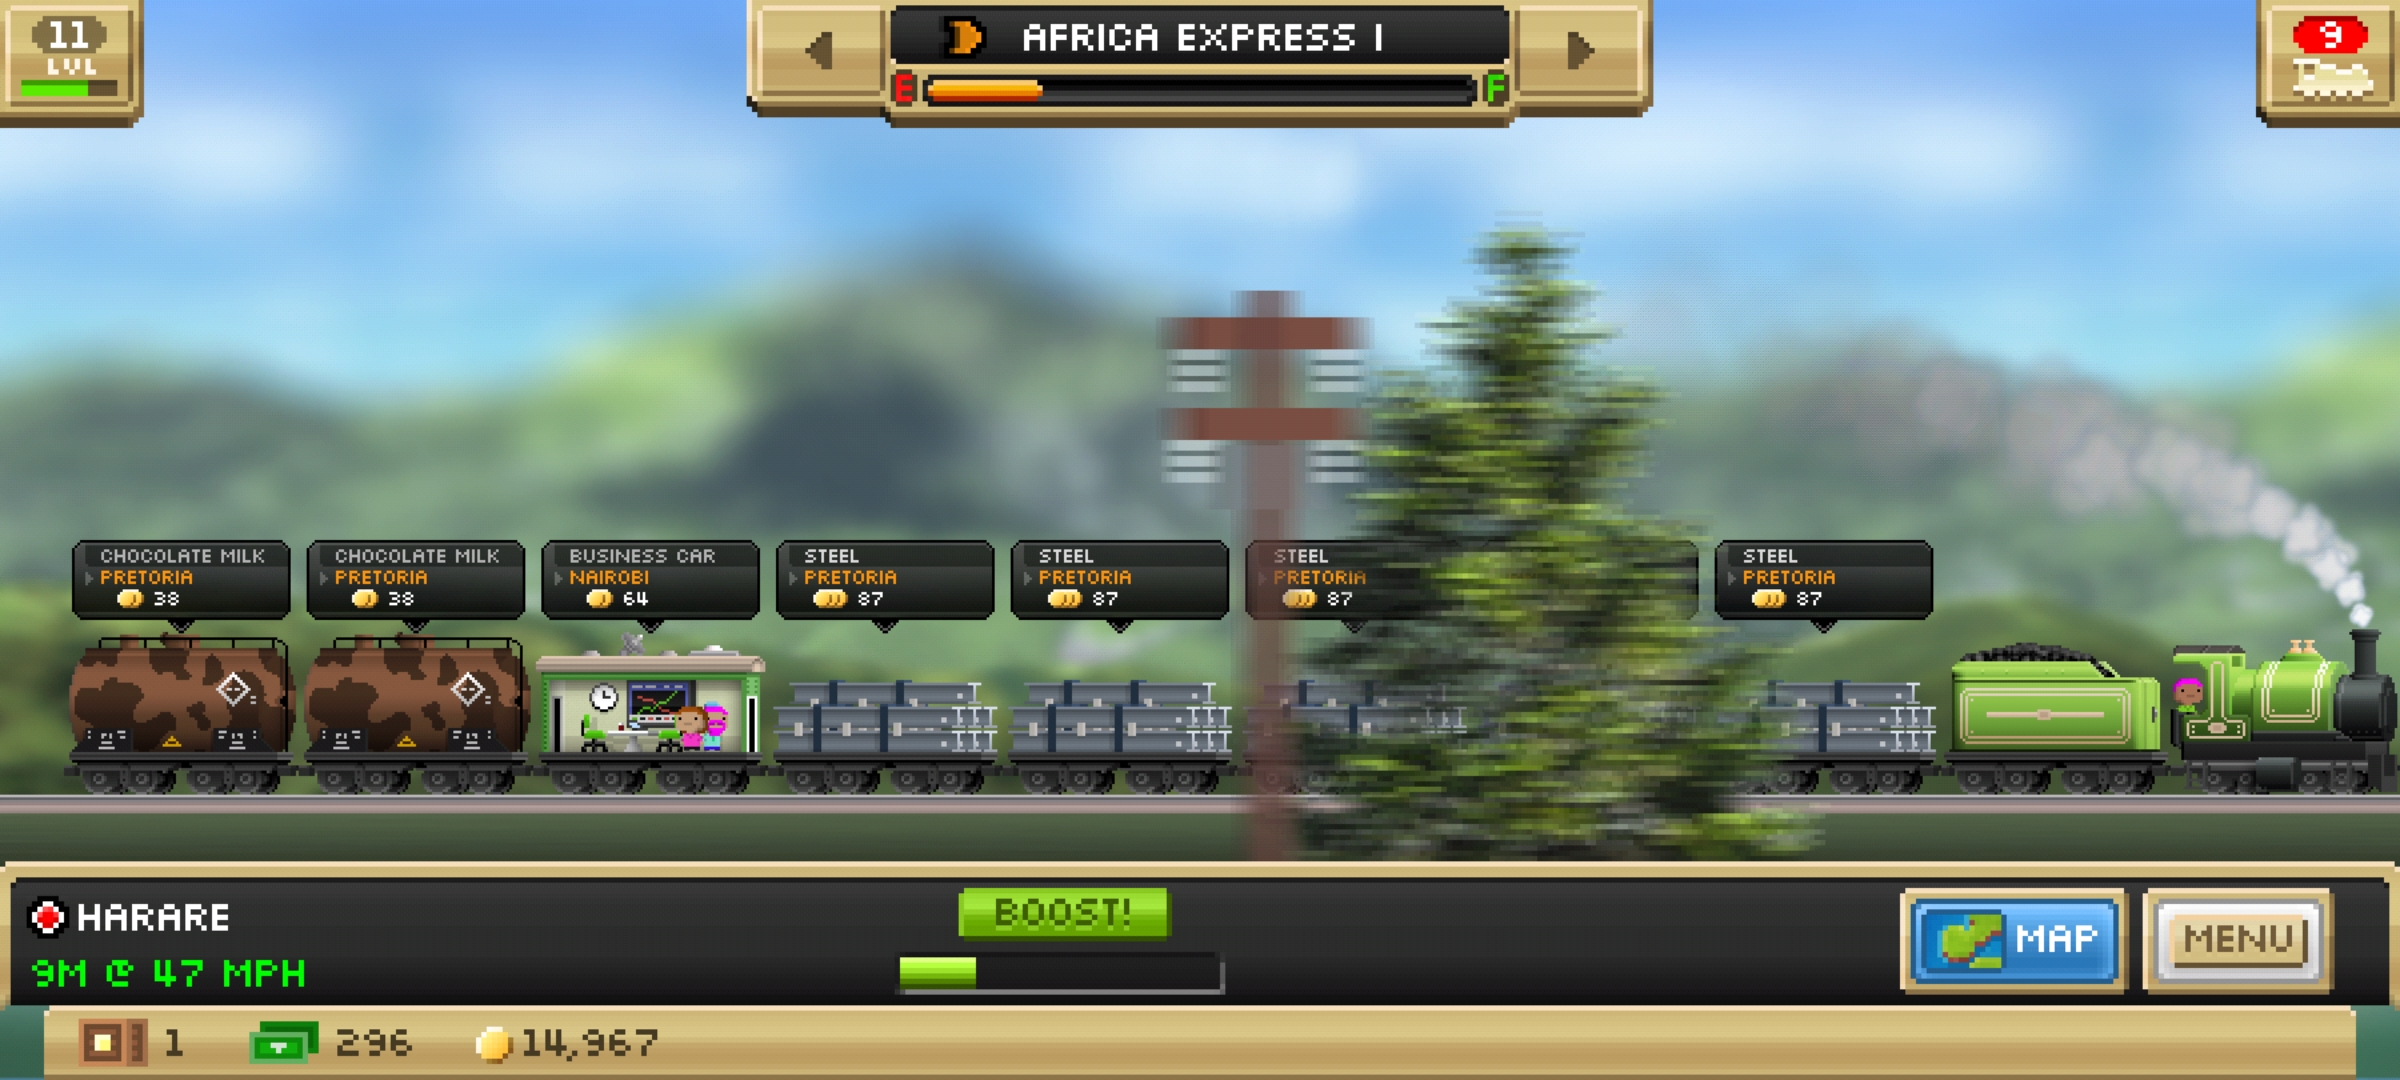 11
LVL
AFRICA EXPRESS I
E
F
9
CHOCOLATE MILK
PRETORIA
38
CHOCOLATE MILK
PRETORIA
38
BUSINESS CAR
NAIROBI
64
STEEL
PRETORIA
87
STEEL
PRETORIA
87
STEEL
PRETORIA
87
STEEL
PRETORIA
87
HARARE
9M @ 47 MPH
BOOST!
MAP
MENU
1
296
14,967